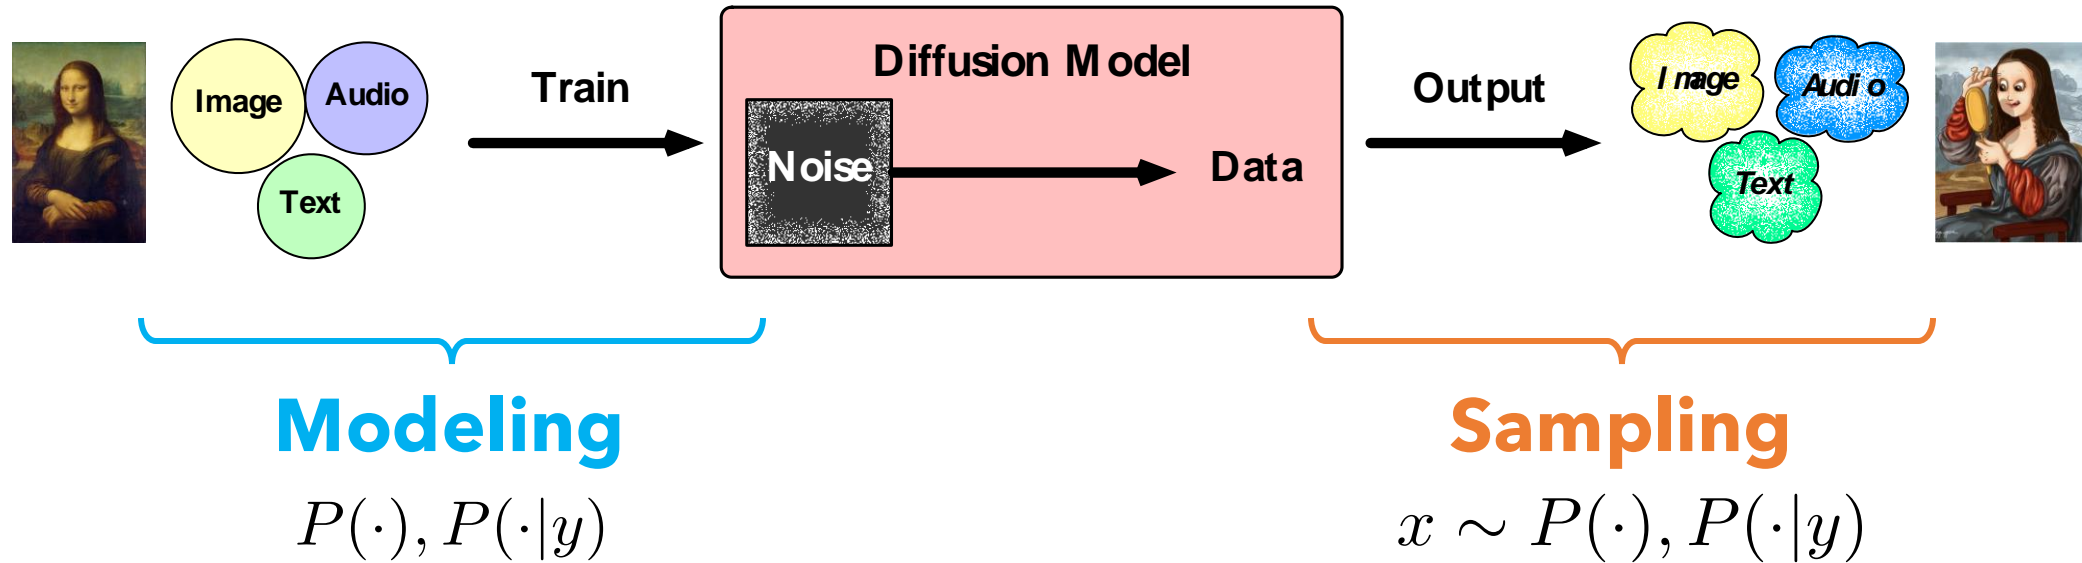 Image
Audio
Text
Train
Diffusion Model
Noise
Data
Output
Image
Audio
Text
Modeling
P(·), P(·|y)
Sampling
x ∼ P(·), P(·|y)